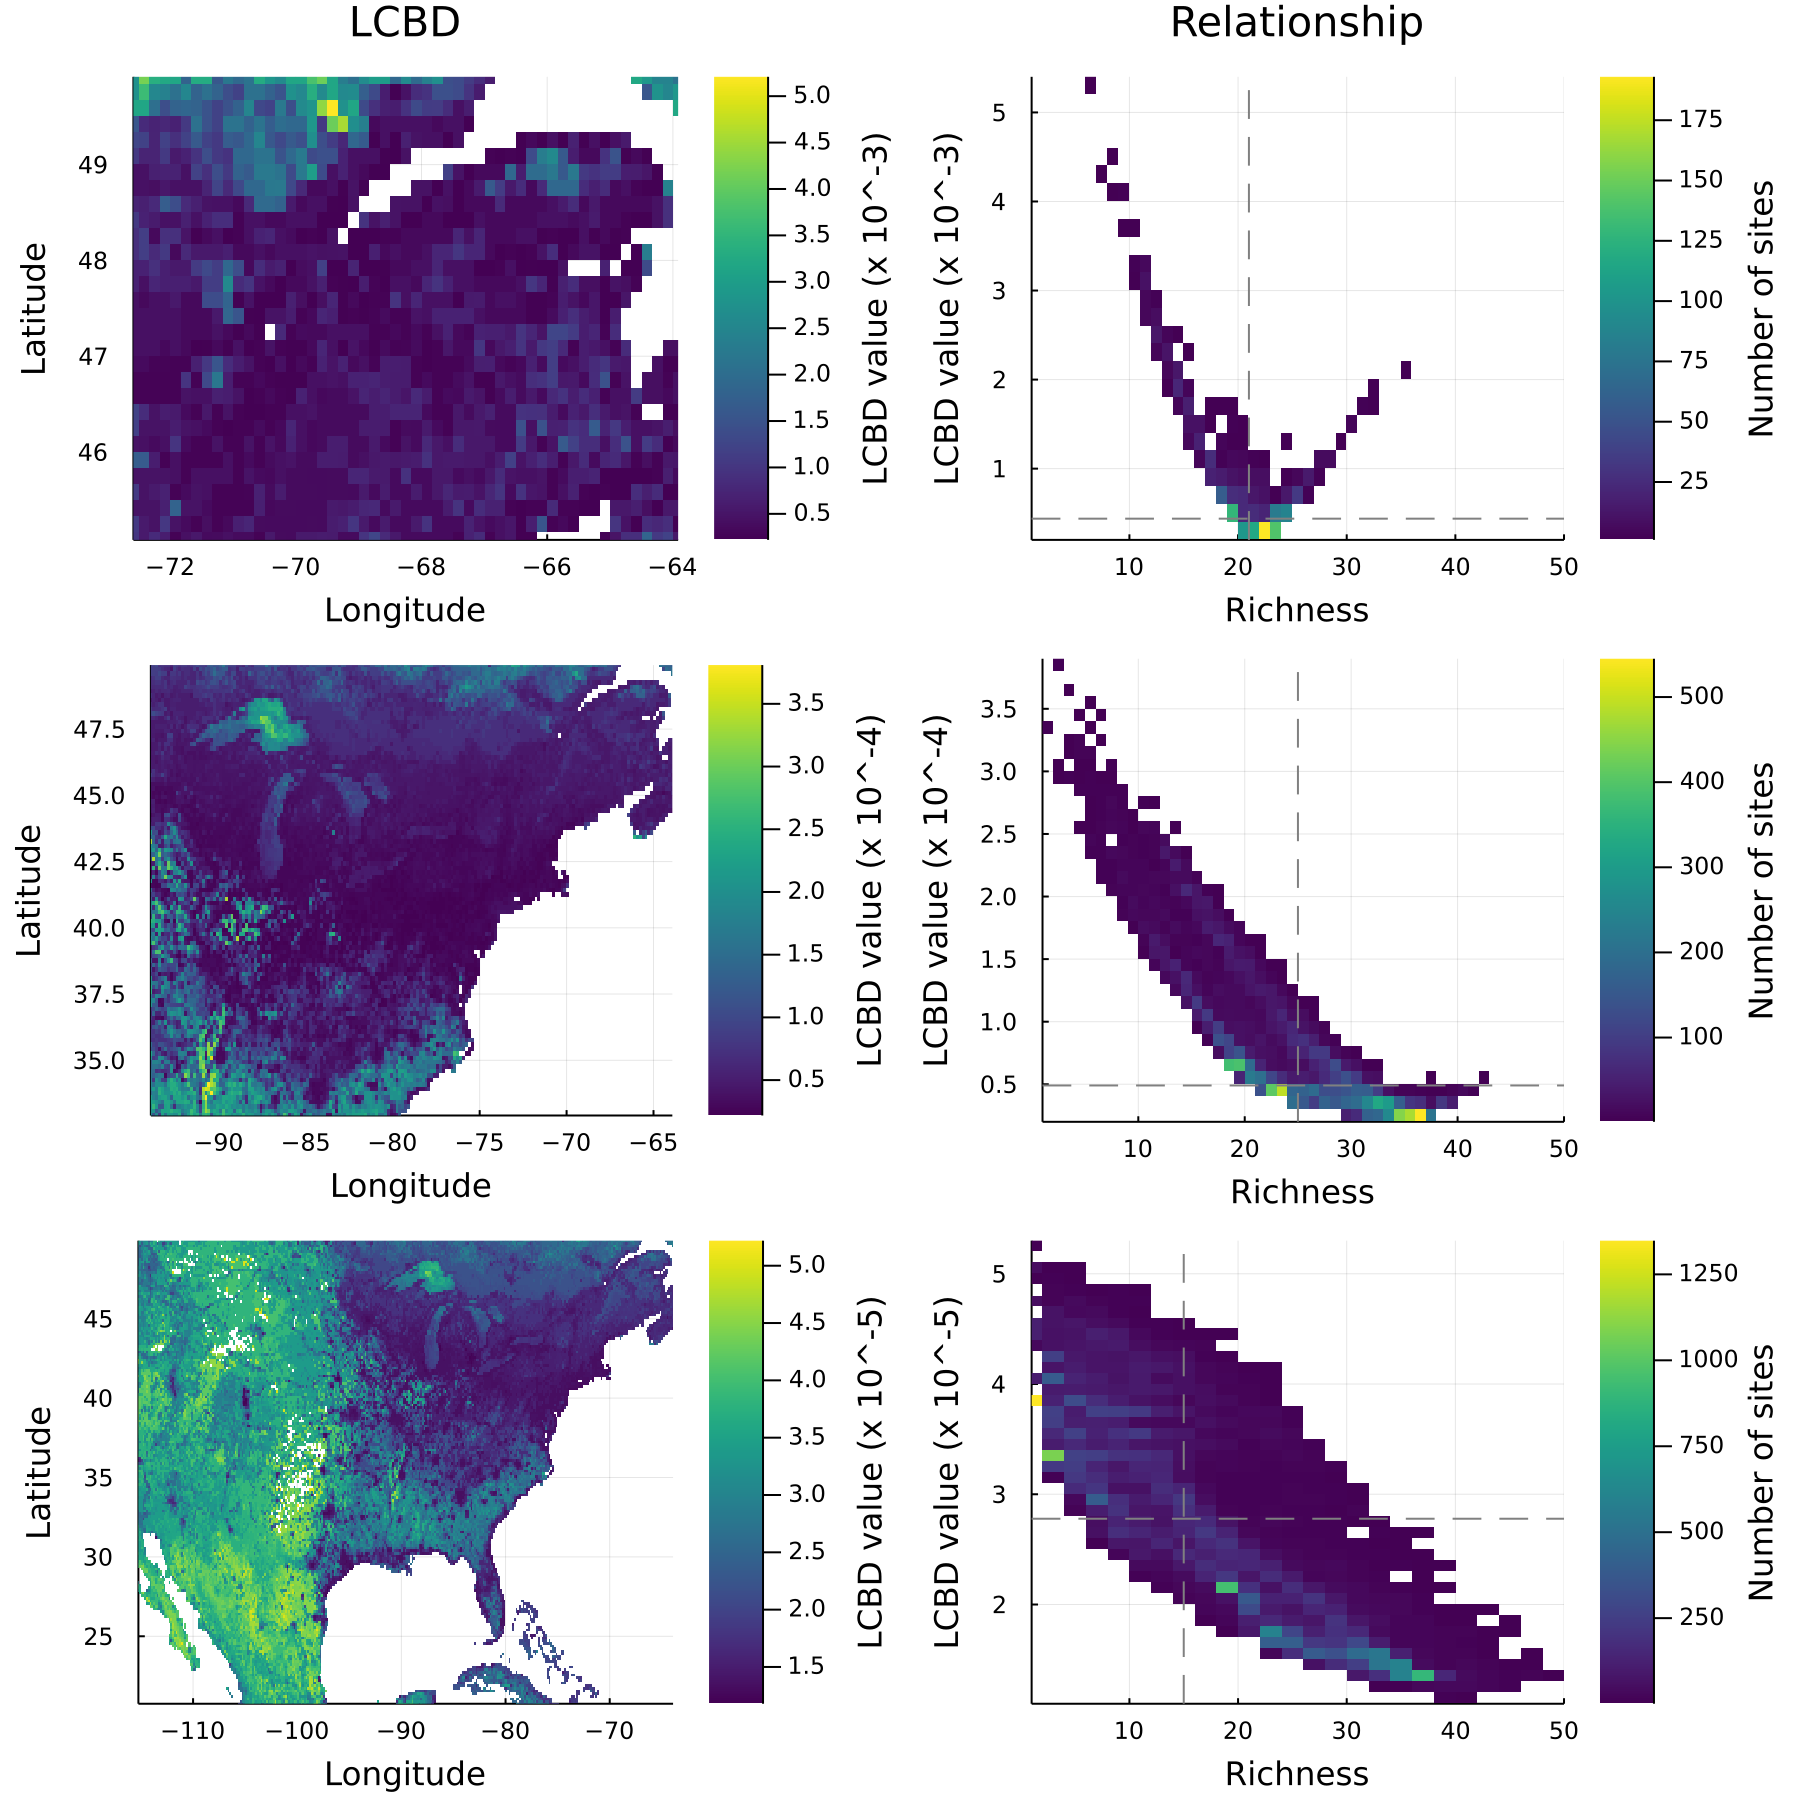 LCBD
Relationship
49
48
47
46
−72 −70 −68 −66 −64
Latitude
Longitude
5.0
4.5
4.0
3.5
3.0
2.5
2.0
1.5
1.0
0.5
LCBD value (x 10^-3)
LCBD value (x 10^-3)
5
4
3
2
1
10 20 30 40 50
Richness
175
150
125
100
75
50
25
Number of sites
47.5
45.0
42.5
40.0
37.5
35.0
−90 −85 −80 −75 −70 −65
Latitude
Longitude
3.5
3.0
2.5
2.0
1.5
1.0
0.5
LCBD value (x 10^-4)
LCBD value (x 10^-4)
3.5
3.0
2.5
2.0
1.5
1.0
0.5
10 20 30 40 50
Richness
500
400
300
200
100
Number of sites
45
40
35
30
25
−110 −100 −90 −80 −70
Latitude
Longitude
5.0
4.5
4.0
3.5
3.0
2.5
2.0
1.5
LCBD value (x 10^-5)
LCBD value (x 10^-5)
5
4
3
2
10 20 30 40 50
Richness
1250
1000
750
500
250
Number of sites